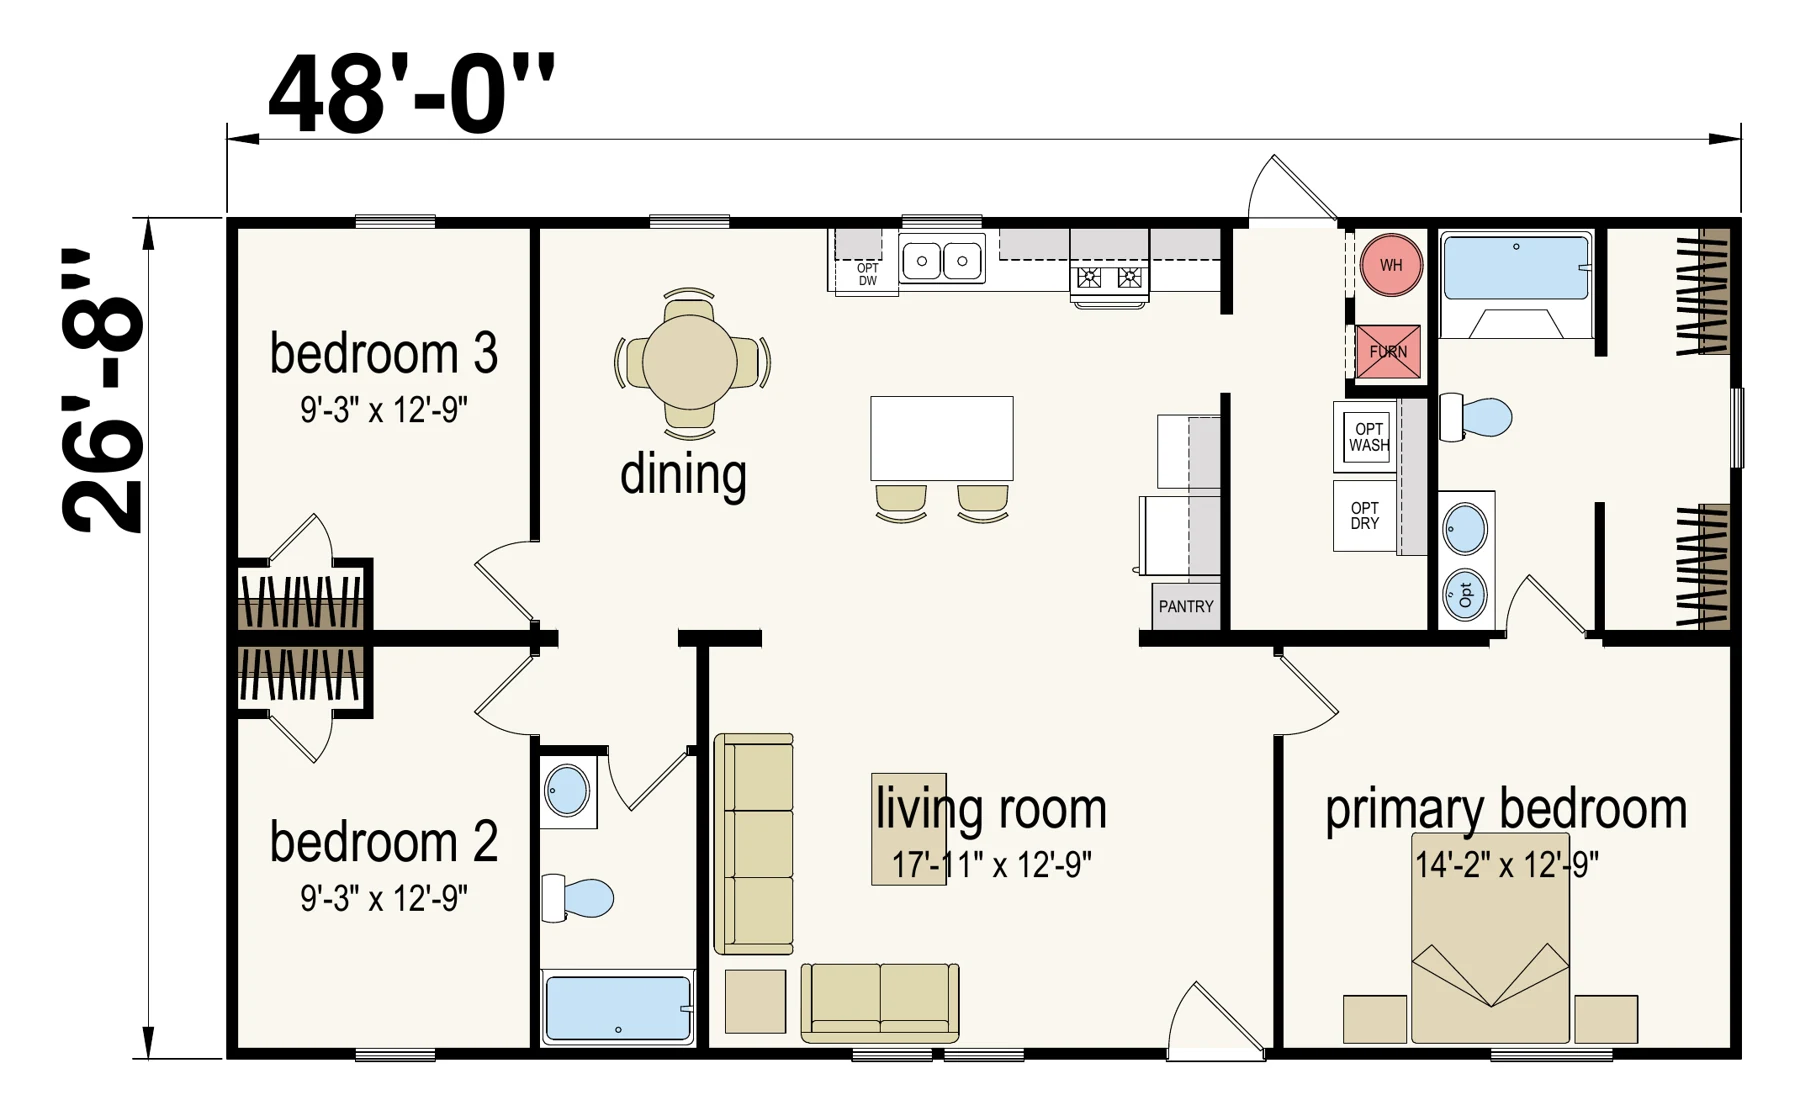 48'-0"
26'-8"
OPT
DW
WH
FURN
bedroom 3
9'-3" x 12'-9"
dining
OPT
WASH
OPT
DRY
PANTRY
Opt
bedroom 2
9'-3" x 12'-9"
living room
17'-11" x 12'-9"
primary bedroom
14'-2" x 12'-9"